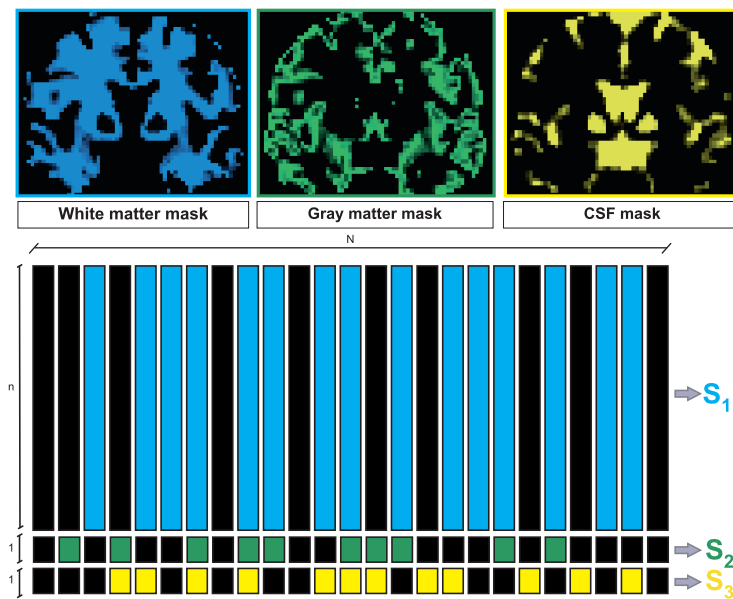 White matter mask
Gray matter mask
CSF mask
N
n
S1
1
S2
1
S3